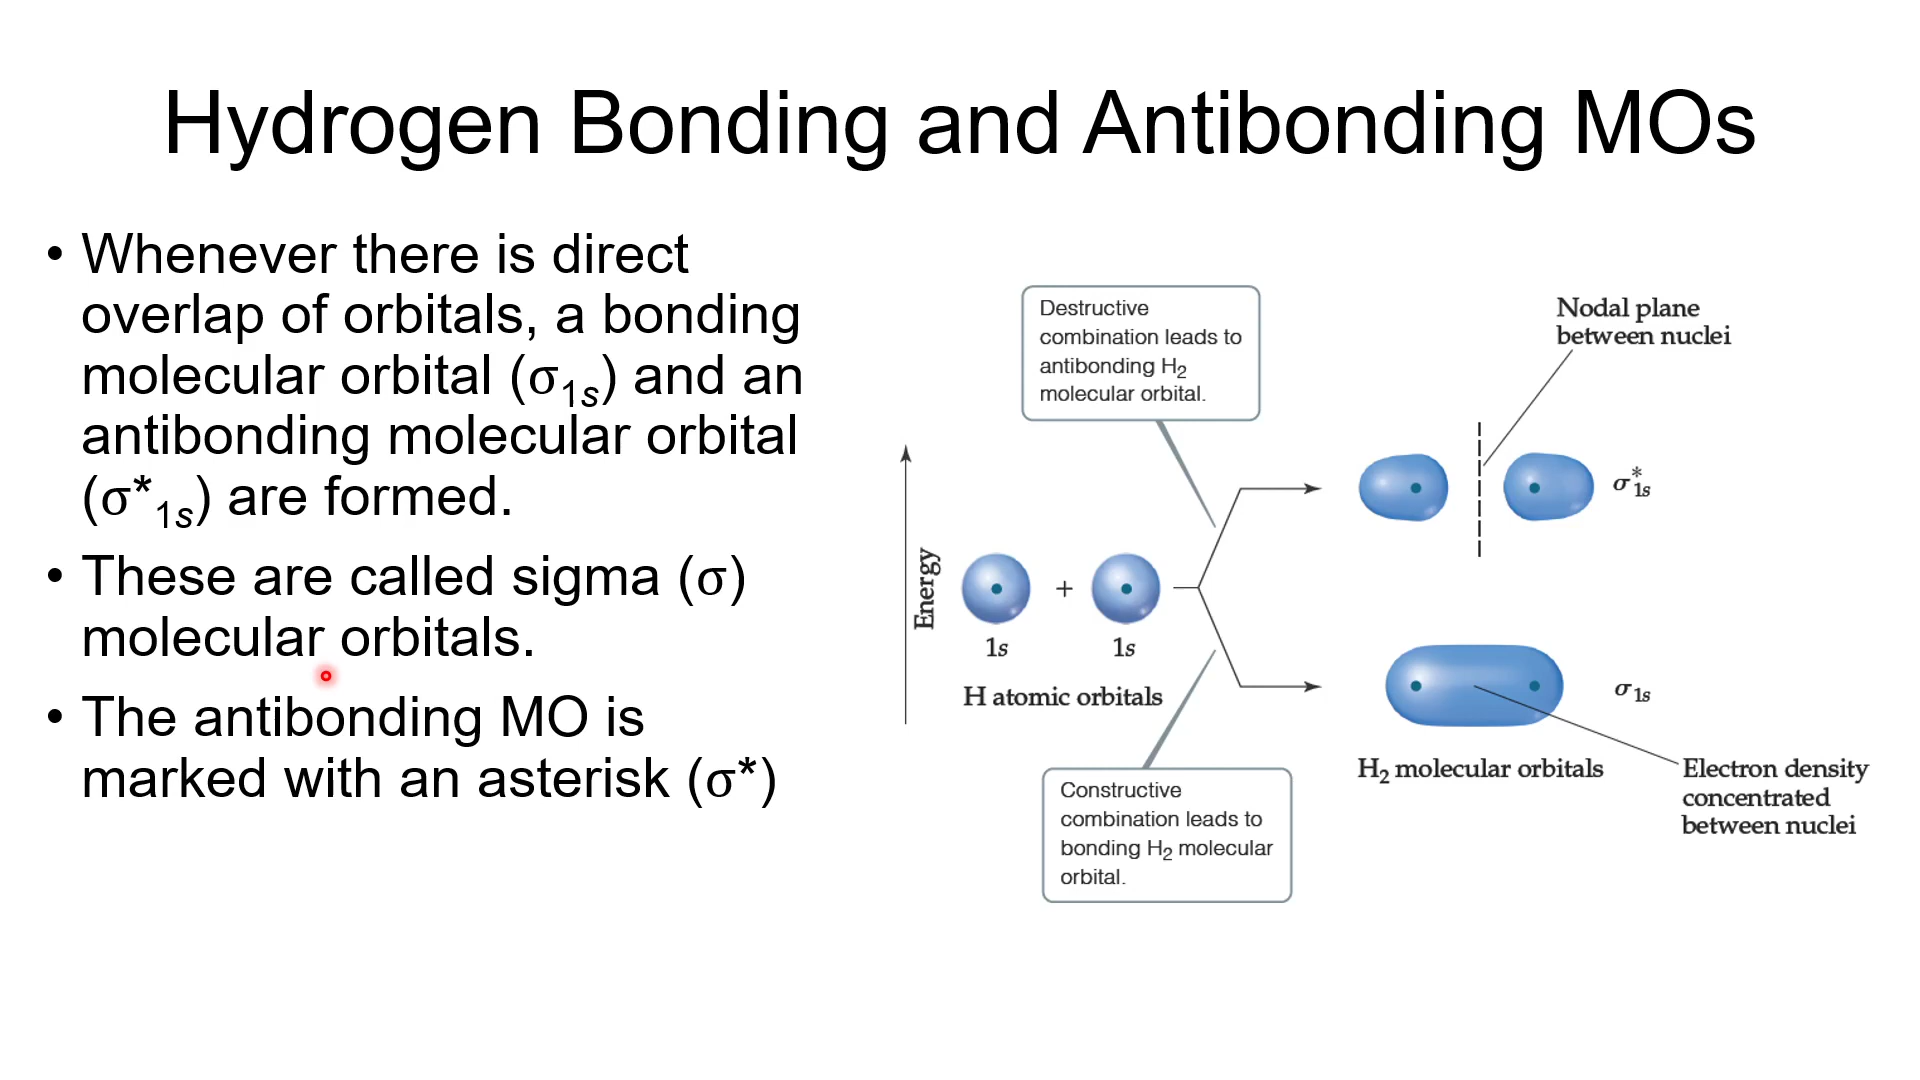 Hydrogen Bonding and Antibonding MOs
• Whenever there is direct
overlap of orbitals, a bonding
molecular orbital (σ₁ₛ) and an
antibonding molecular orbital
(σ*₁ₛ) are formed.
• These are called sigma (σ)
molecular orbitals.
• The antibonding MO is
marked with an asterisk (σ*)
Destructive
combination leads to
antibonding H₂
molecular orbital.
Nodal plane
between nuclei
σ*₁ₛ
Energy
+
1s
1s
H atomic orbitals
σ₁ₛ
H₂ molecular orbitals
Electron density
concentrated
between nuclei
Constructive
combination leads to
bonding H₂ molecular
orbital.